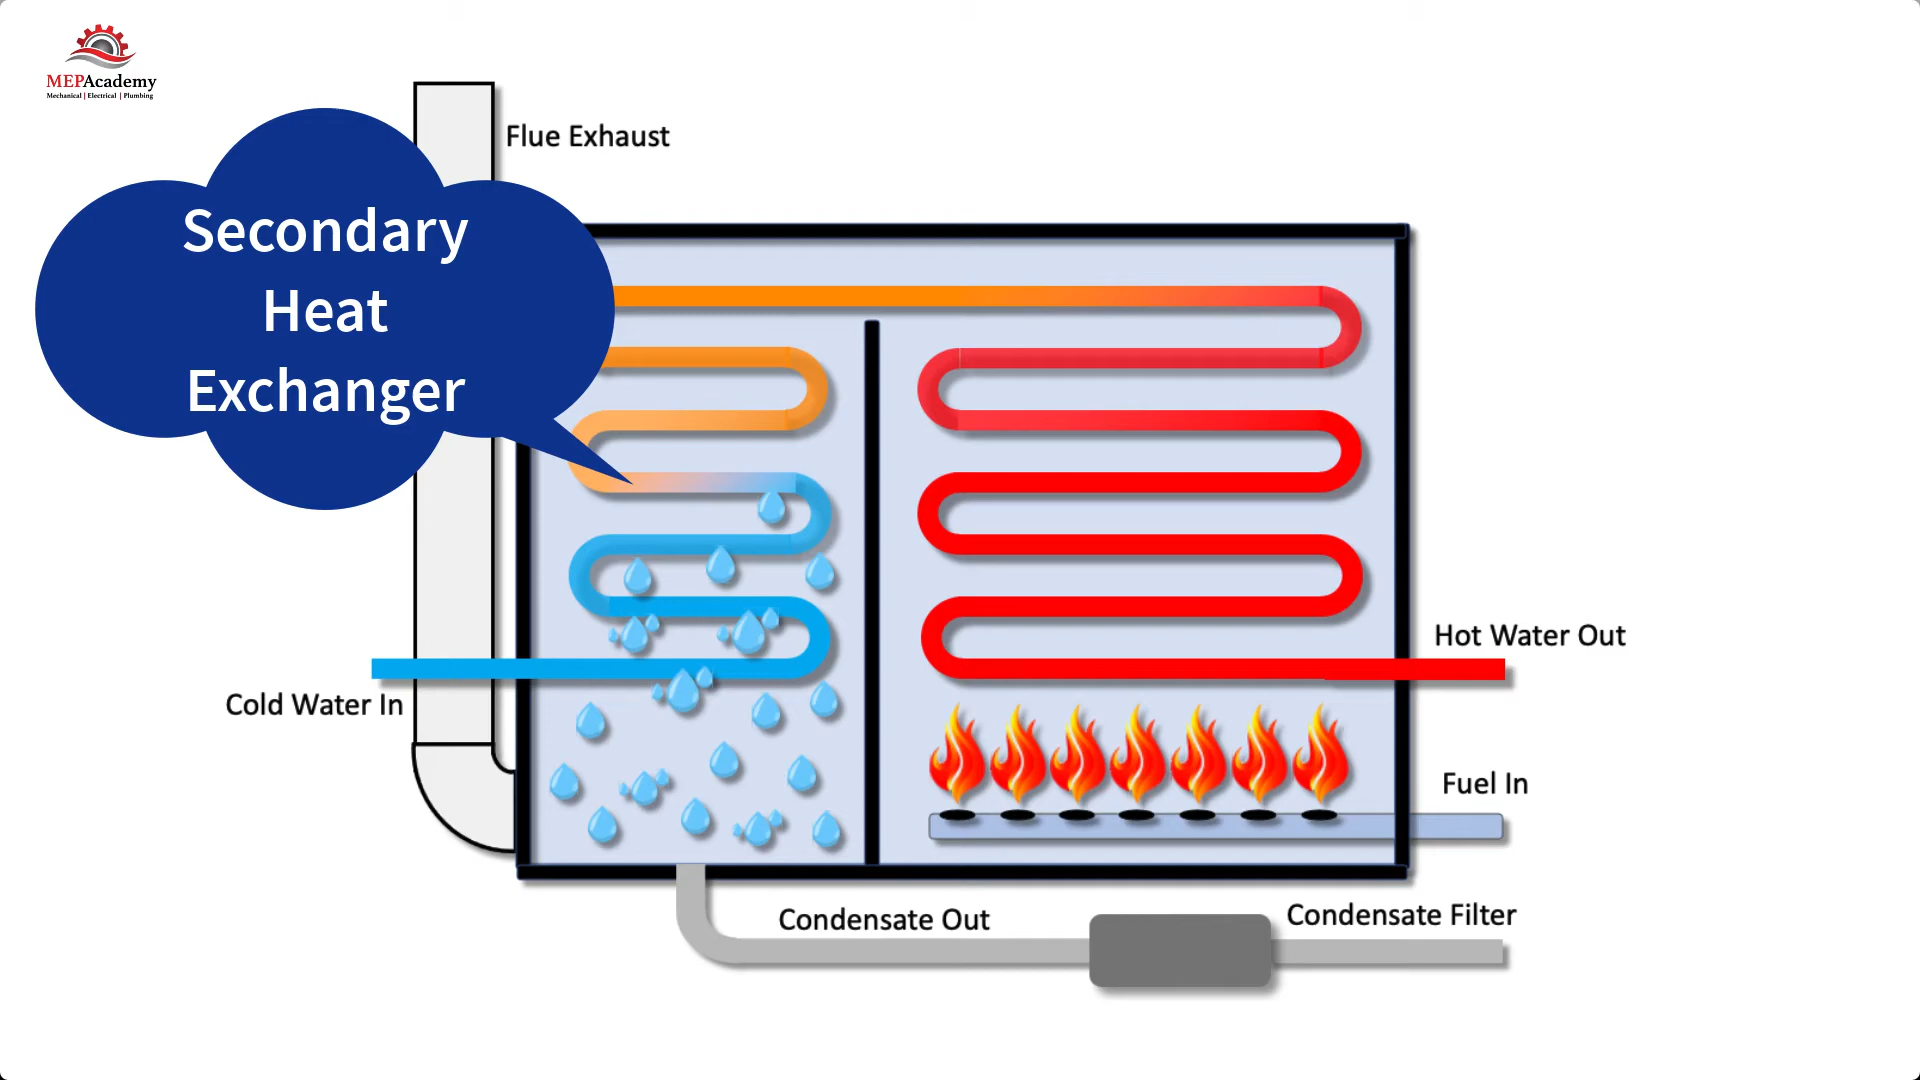 MEPAcademy
Mechanical | Electrical | Plumbing
Flue Exhaust
Secondary
Heat
Exchanger
Hot Water Out
Cold Water In
Fuel In
Condensate Out
Condensate Filter